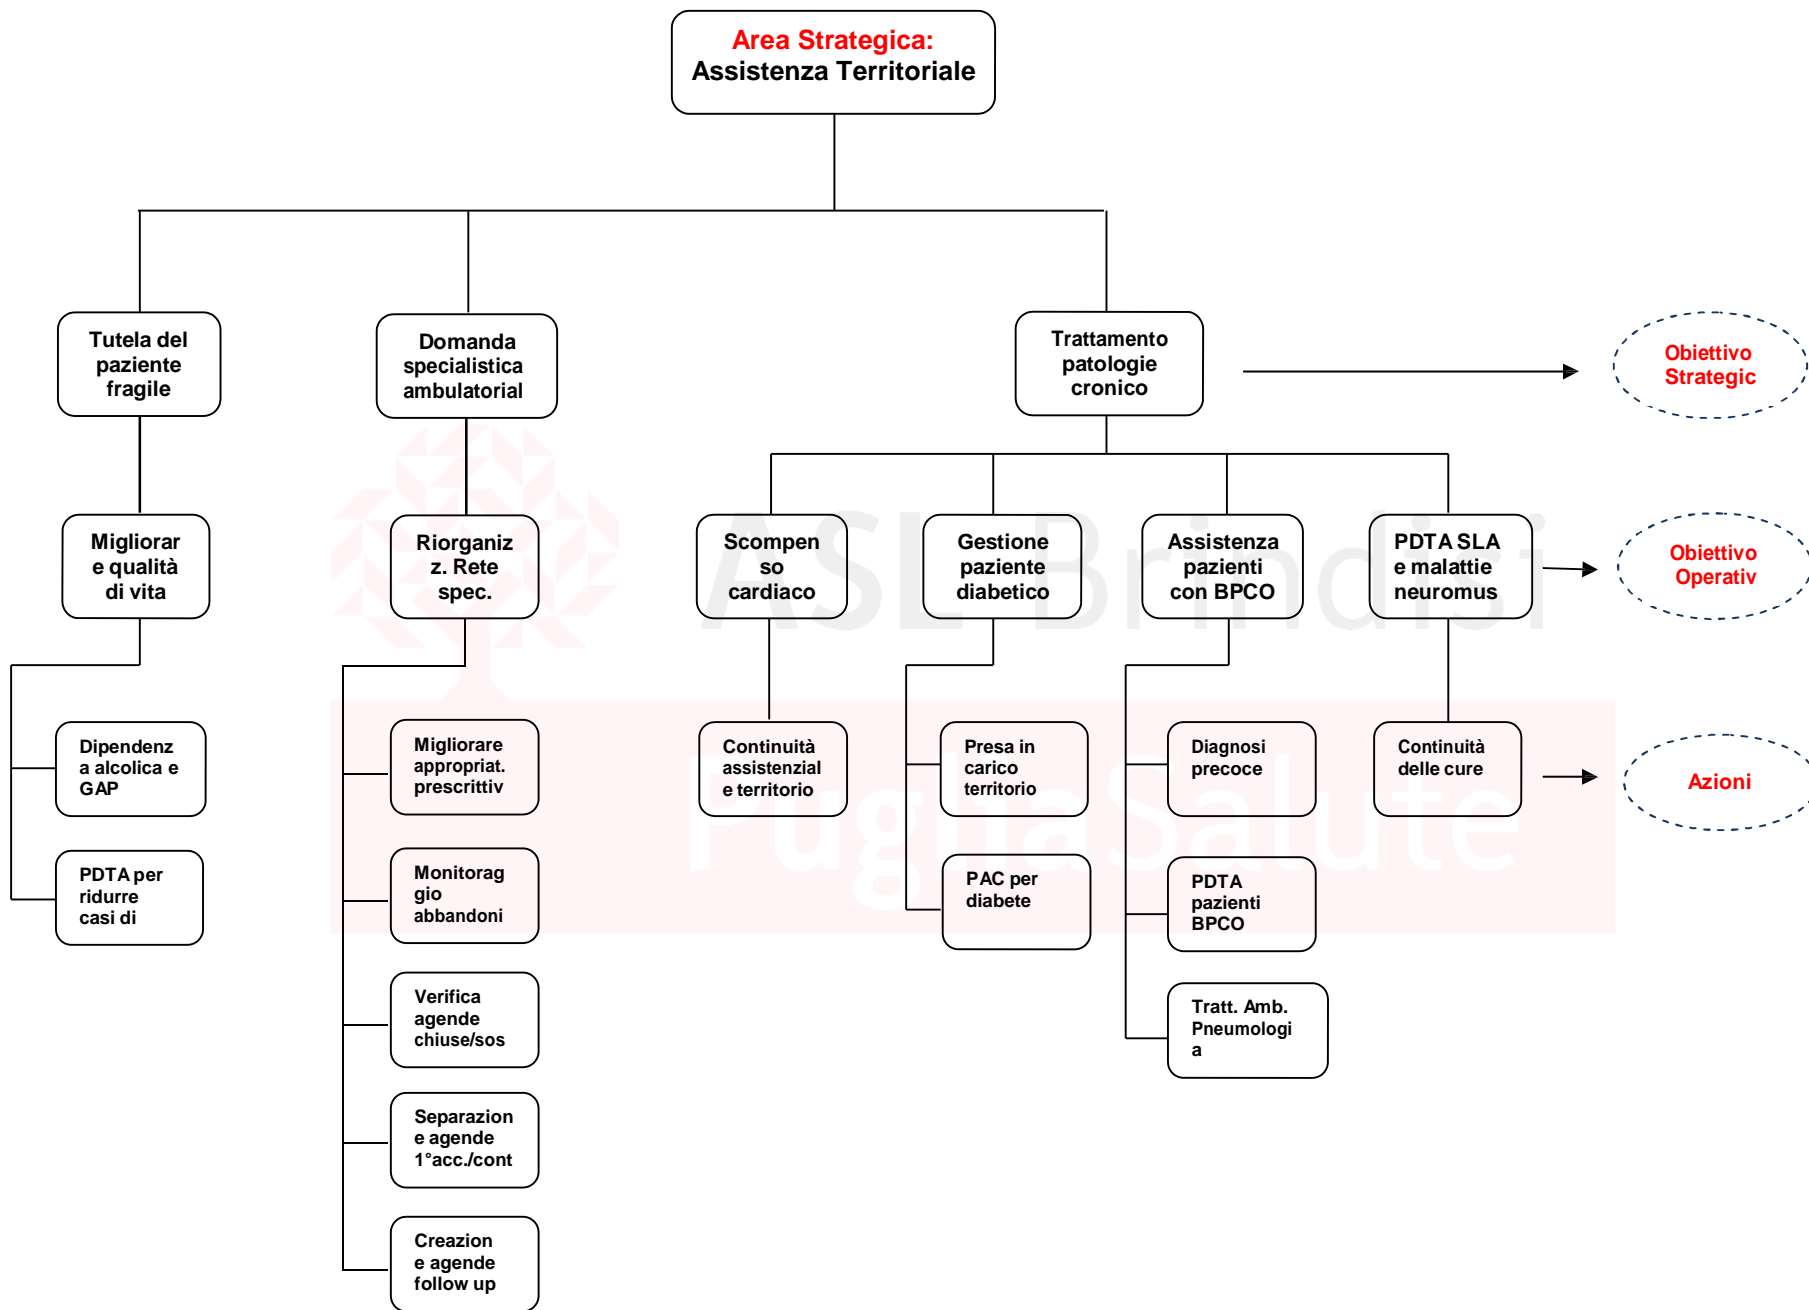 Area Strategica:
Assistenza Territoriale
Tutela del
paziente
fragile
Domanda
specialistica
ambulatorial
Trattamento
patologie
cronico
Obiettivo
Strategic
Migliorar
e qualità
di vita
Riorganiz
z. Rete
spec.
Scompen
so
cardiaco
Gestione
paziente
diabetico
Assistenza
pazienti
con BPCO
PDTA SLA
e malattie
neuromus
Obiettivo
Operativ
ASL Brindisi
Dipendenz
a alcolica e
GAP
Migliorare
appropriat.
prescrittiv
Continuità
assistenzial
e territorio
Presa in
carico
territorio
Diagnosi
precoce
Continuità
delle cure
Azioni
PugliaSalute
PDTA per
ridurre
casi di
Monitorag
gio
abbandoni
PAC per
diabete
PDTA
pazienti
BPCO
Verifica
agende
chiuse/sos
Tratt. Amb.
Pneumologi
a
Separazion
e agende
1°acc./cont
Creazion
e agende
follow up